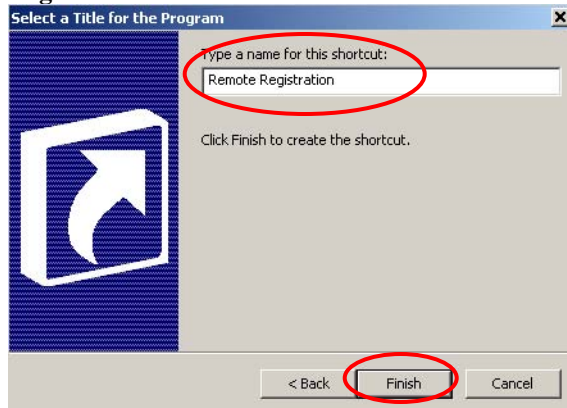 Select a Title for the Program
Type a name for this shortcut:
Remote Registration
Click Finish to create the shortcut.
< Back
Finish
Cancel